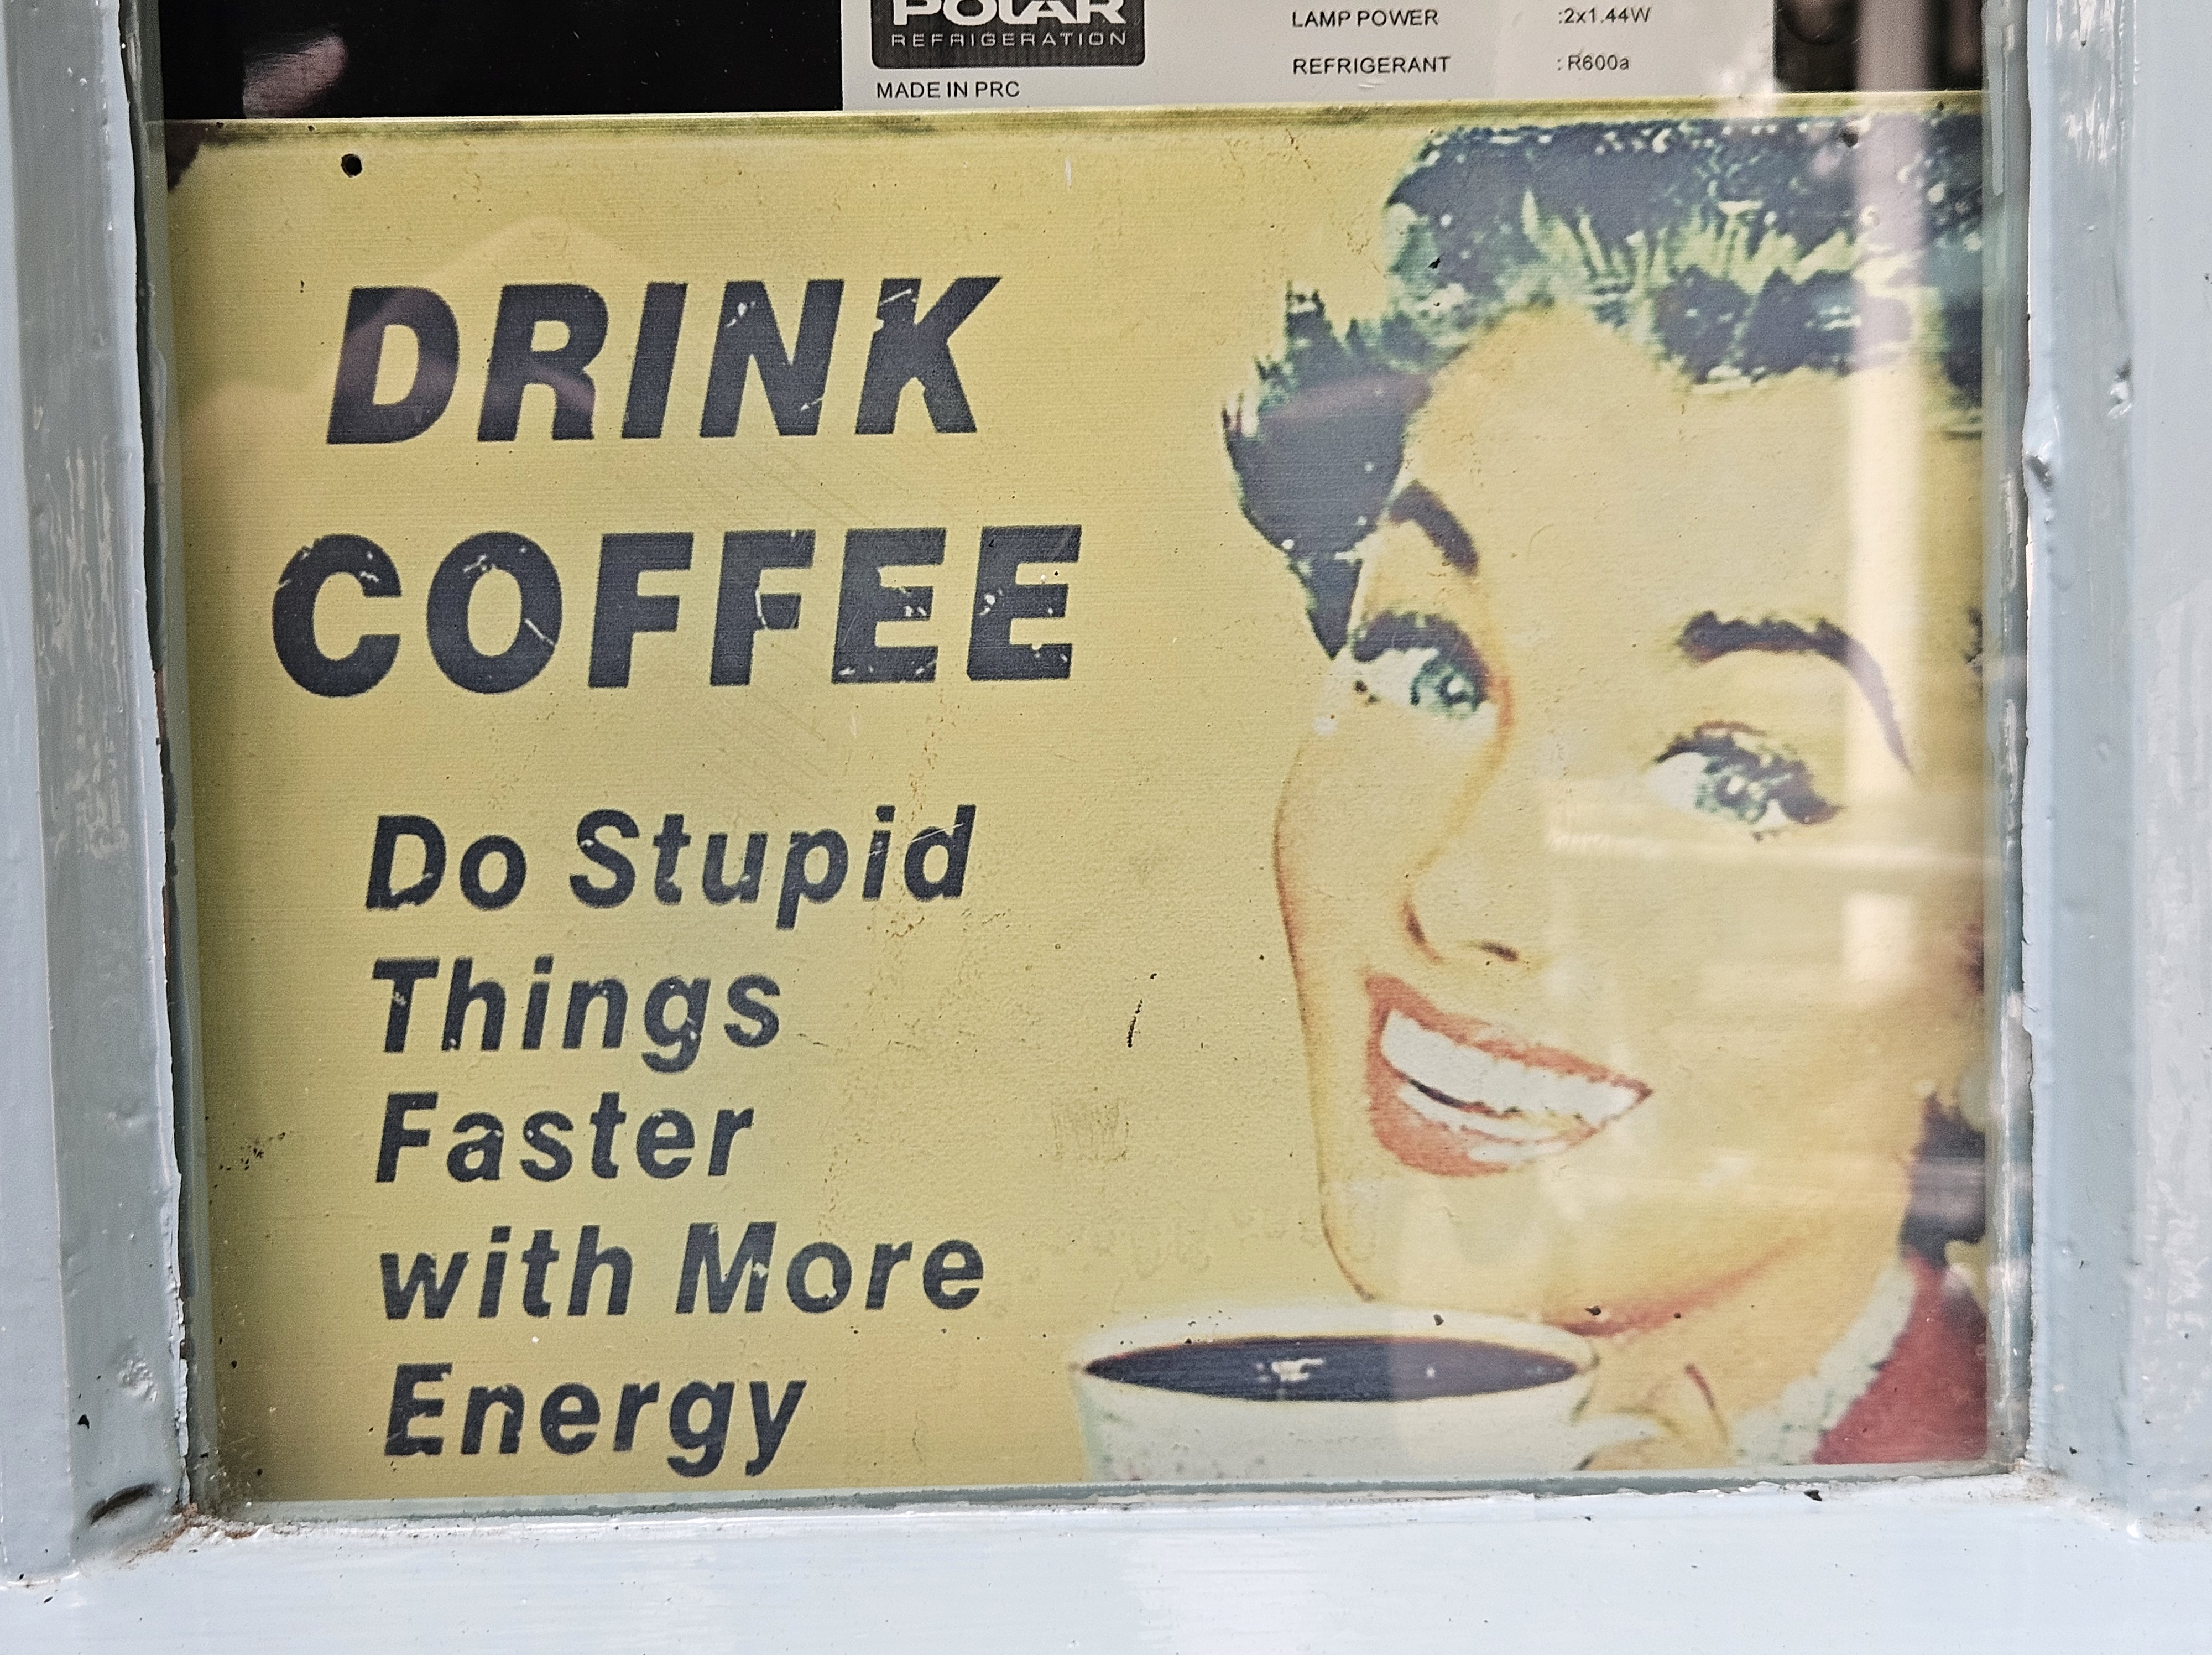 POLAR
REFRIGERATION
MADE IN PRC
LAMP POWER :2x1.44W
REFRIGERANT : R600a
DRINK
COFFEE
Do Stupid
Things
Faster
with More
Energy